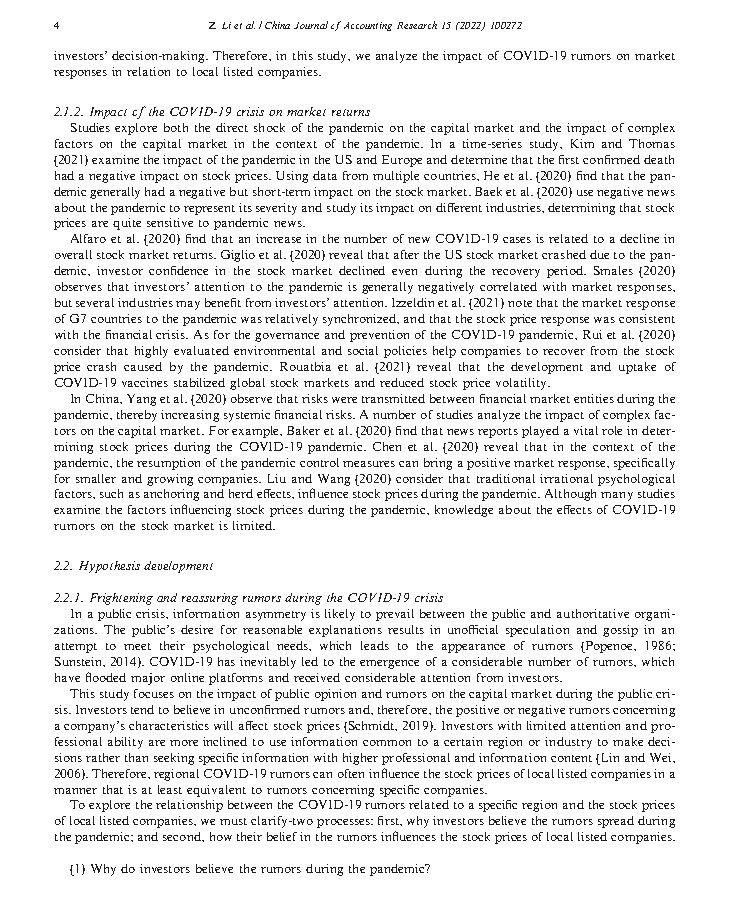 4
Z. Li et al. / China Journal of Accounting Research 15 (2022) 100272
investors' decision-making. Therefore, in this study, we analyze the impact of COVID-19 rumors on market
responses in relation to local listed companies.
2.1.2. Impact of the COVID-19 crisis on market returns
Studies explore both the direct shock of the pandemic on the capital market and the impact of complex
factors on the capital market in the context of the pandemic. In a time-series study, Kim and Thomas
(2021) examine the impact of the pandemic in the US and Europe and determine that the first confirmed death
had a negative impact on stock prices. Using data from multiple countries, He et al. (2020) find that the pan-
demic generally had a negative but short-term impact on the stock market. Baek et al. (2020) use negative news
about the pandemic to represent its severity and study its impact on different industries, determining that stock
prices are quite sensitive to pandemic news.
Alfaro et al. (2020) find that an increase in the number of new COVID-19 cases is related to a decline in
overall stock market returns. Giglio et al. (2020) reveal that after the US stock market crashed due to the pan-
demic, investor confidence in the stock market declined even during the recovery period. Smales (2020)
observes that investors' attention to the pandemic is generally negatively correlated with market responses,
but several industries may benefit from investors' attention. Izzeldin et al. (2021) note that the market response
of G7 countries to the pandemic was relatively synchronized, and that the stock price response was consistent
with the financial crisis. As for the governance and prevention of the COVID-19 pandemic, Rui et al. (2020)
consider that highly evaluated environmental and social policies help companies to recover from the stock
price crash caused by the pandemic. Rouatbia et al. (2021) reveal that the development and uptake of
COVID-19 vaccines stabilized global stock markets and reduced stock price volatility.
In China, Yang et al. (2020) observe that risks were transmitted between financial market entities during the
pandemic, thereby increasing systemic financial risks. A number of studies analyze the impact of complex fac-
tors on the capital market. For example, Baker et al. (2020) find that news reports played a vital role in deter-
mining stock prices during the COVID-19 pandemic. Chen et al. (2020) reveal that in the context of the
pandemic, the resumption of the pandemic control measures can bring a positive market response, specifically
for smaller and growing companies. Liu and Wang (2020) consider that traditional irrational psychological
factors, such as anchoring and herd effects, influence stock prices during the pandemic. Although many studies
examine the factors influencing stock prices during the pandemic, knowledge about the effects of COVID-19
rumors on the stock market is limited.
2.2. Hypothesis development
2.2.1. Frightening and reassuring rumors during the COVID-19 crisis
In a public crisis, information asymmetry is likely to prevail between the public and authoritative organi-
zations. The public's desire for reasonable explanations results in unofficial speculation and gossip in an
attempt to meet their psychological needs, which leads to the appearance of rumors (Popenoe, 1986;
Sunstein, 2014). COVID-19 has inevitably led to the emergence of a considerable number of rumors, which
have flooded major online platforms and received considerable attention from investors.
This study focuses on the impact of public opinion and rumors on the capital market during the public cri-
sis. Investors tend to believe in unconfirmed rumors and, therefore, the positive or negative rumors concerning
a company's characteristics will affect stock prices (Schmidt, 2019). Investors with limited attention and pro-
fessional ability are more inclined to use information common to a certain region or industry to make deci-
sions rather than seeking specific information with higher professional and information content (Lin and Wei,
2006). Therefore, regional COVID-19 rumors can often influence the stock prices of local listed companies in a
manner that is at least equivalent to rumors concerning specific companies.
To explore the relationship between the COVID-19 rumors related to a specific region and the stock prices
of local listed companies, we must clarify-two processes: first, why investors believe the rumors spread during
the pandemic; and second, how their belief in the rumors influences the stock prices of local listed companies.
(1) Why do investors believe the rumors during the pandemic?